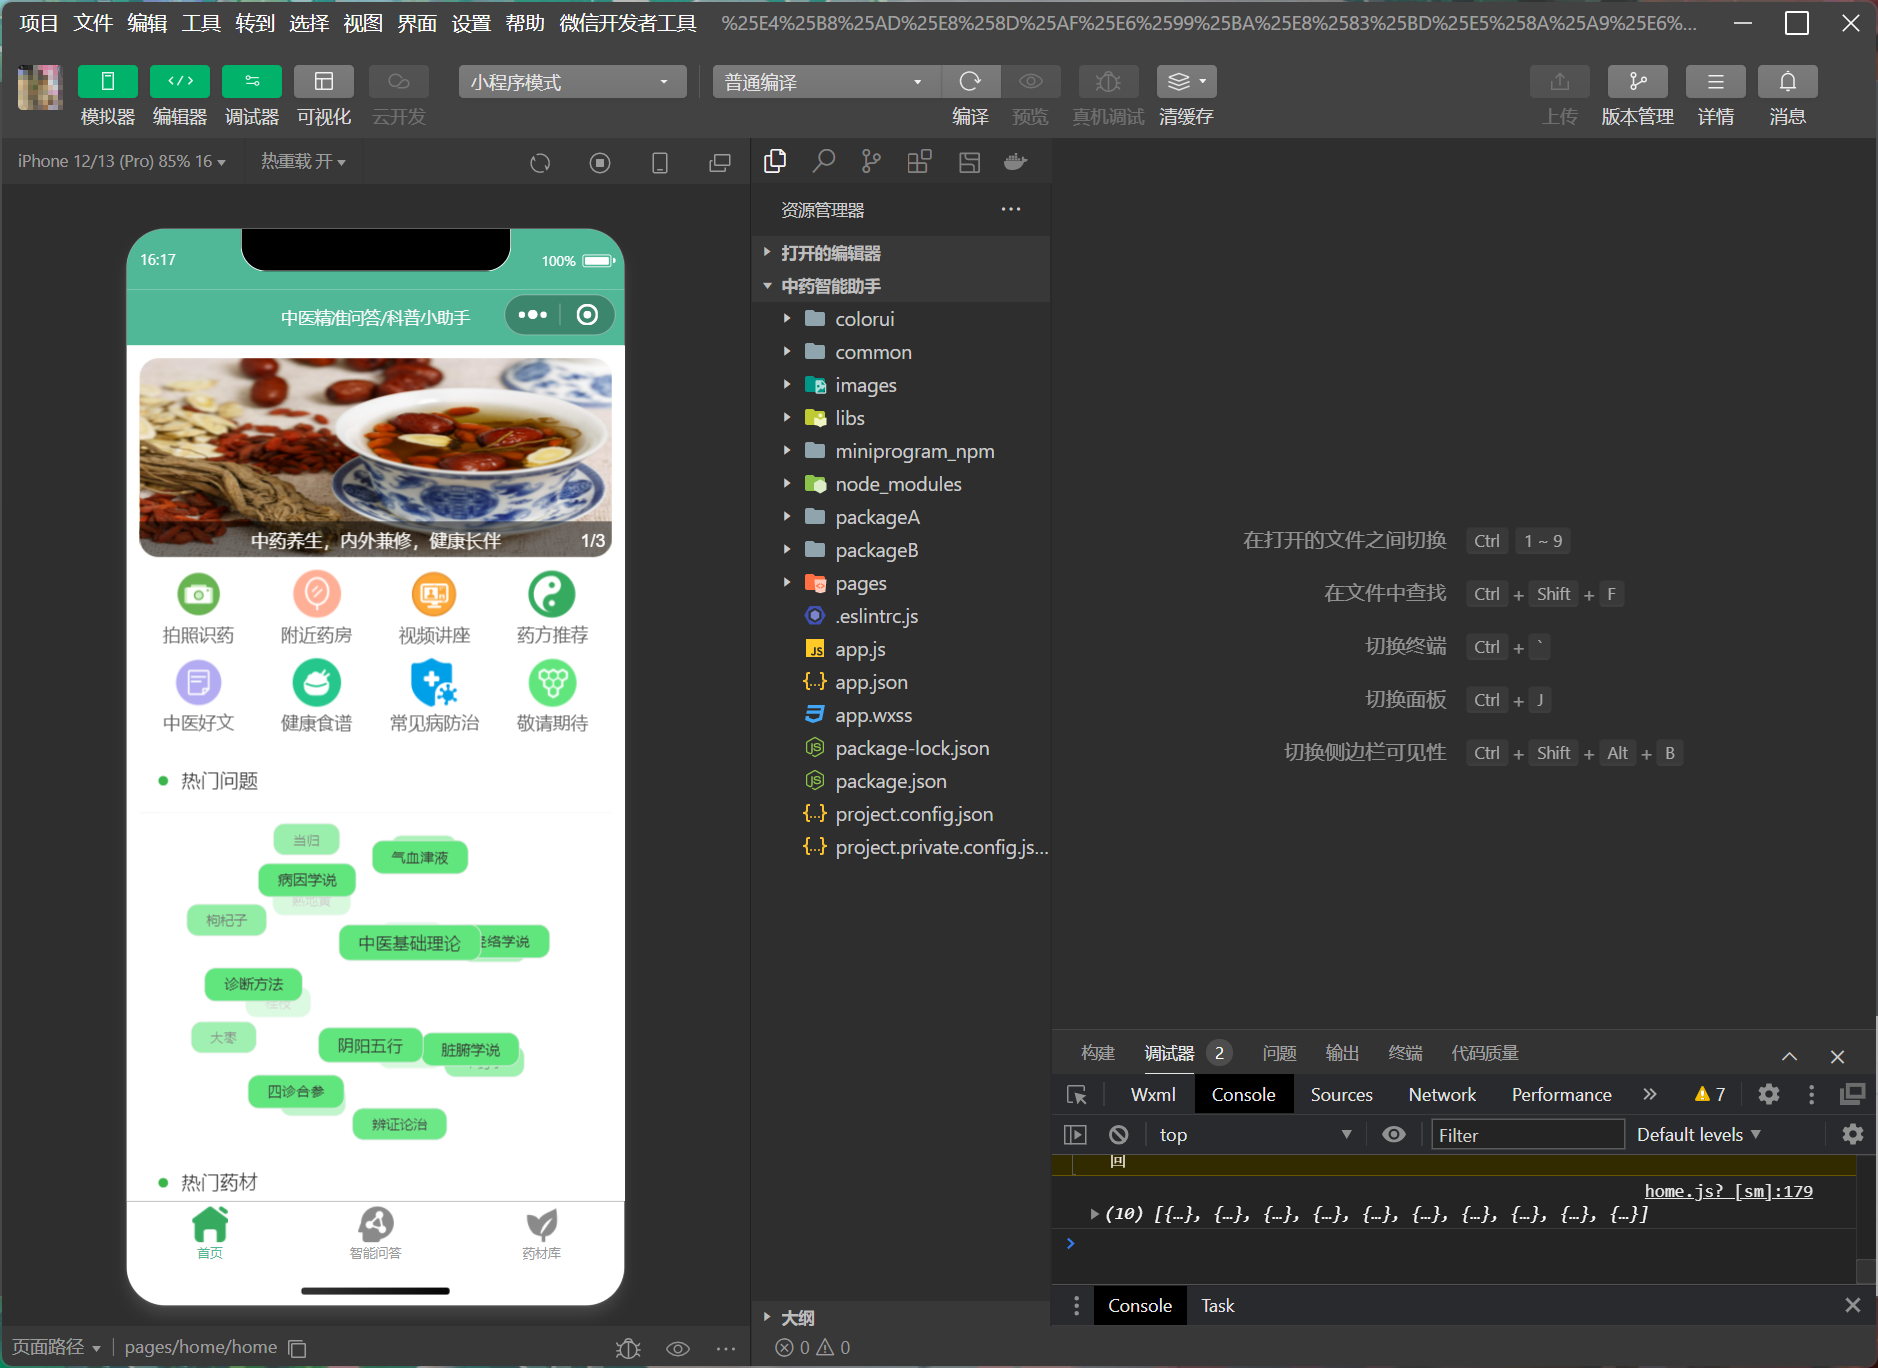 项目 文件 编辑 工具 转到 选择 视图 界面 设置 帮助 微信开发者工具 %25E4%25B8%25AD%25E8%258D%25AF%25E6%2599%25BA%25E8%2583%25BD%25E5%258A%25A9%25E6%...
模拟器 编辑器 调试器 可视化 云开发 小程序模式 普通编译 编译 预览 真机调试 清缓存 上传 版本管理 详情 消息
iPhone 12/13 (Pro) 85% 16 热重载 开
16:17 100%
中医精准问答/科普小助手
中药养生，内外兼修，健康长伴 1/3
拍照识药 附近药房 视频讲座 药方推荐
中医好文 健康食谱 常见病防治 敬请期待
热门问题
当归
气血津液
病因学说
熟地黄
枸杞子
中医基础理论
经络学说
诊断方法
桂枝
大枣
阴阳五行
脏腑学说
四诊合参
辨证论治
热门药材
首页 智能问答 药材库
页面路径 pages/home/home
资源管理器
打开的编辑器
中药智能助手
colorui
common
images
libs
miniprogram_npm
node_modules
packageA
packageB
pages
.eslintrc.js
app.js
app.json
app.wxss
package-lock.json
package.json
project.config.json
project.private.config.js...
大纲
0 0
在打开的文件之间切换 Ctrl 1 ~ 9
在文件中查找 Ctrl + Shift + F
切换终端 Ctrl + `
切换面板 Ctrl + J
切换侧边栏可见性 Ctrl + Shift + Alt + B
构建 调试器 2 问题 输出 终端 代码质量
Wxml Console Sources Network Performance 7
top Filter Default levels
home.js? [sm]:179
(10) [{…}, {…}, {…}, {…}, {…}, {…}, {…}, {…}, {…}, {…}]
Console Task